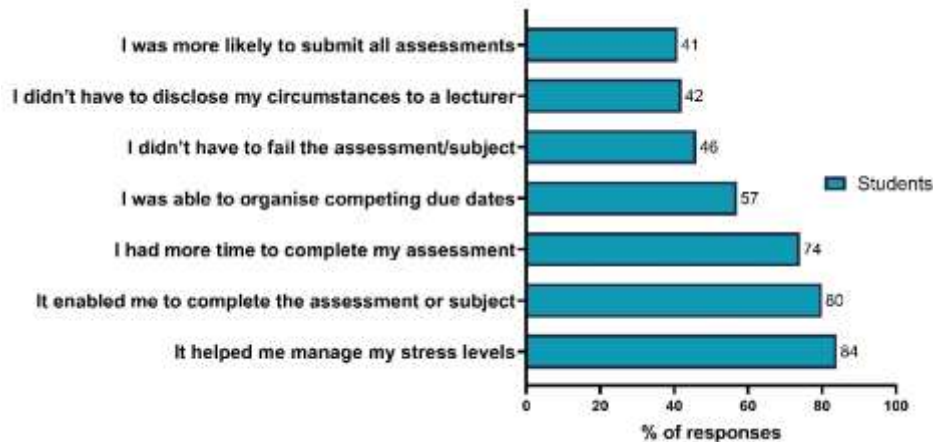 I was more likely to submit all assessments 41
I didn't have to disclose my circumstances to a lecturer 42
I didn't have to fail the assessment/subject 46
I was able to organise competing due dates 57
Students
I had more time to complete my assessment 74
It enabled me to complete the assessment or subject 80
It helped me manage my stress levels 84
0 20 40 60 80 100
% of responses